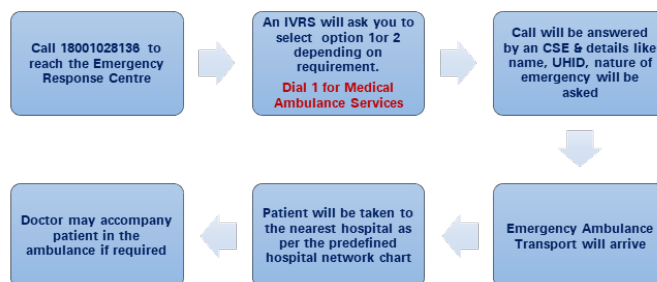 Call 18001028136 to
reach the Emergency
Response Centre
An IVRS will ask you to
select option 1or 2
depending on
requirement.
Dial 1 for Medical
Ambulance Services
Call will be answered
by an CSE & details like
name, UHID, nature of
emergency will be
asked
Emergency Ambulance
Transport will arrive
Patient will be taken to
the nearest hospital as
per the predefined
hospital network chart
Doctor may accompany
patient in the
ambulance if required